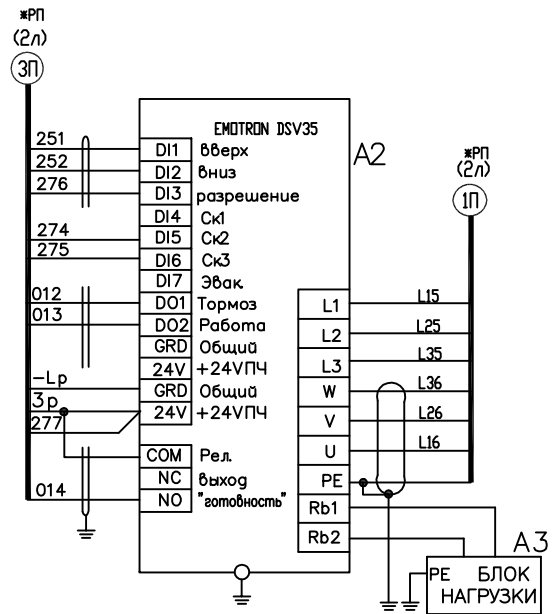 *РП
(2л)
3П
EMOTRON DSV35
A2
251 DI1 вверх
252 DI2 вниз
276 DI3 разрешение
DI4 Ск1
274 DI5 Ск2
275 DI6 Ск3
DI7 Эвак.
012 DO1 Тормоз
013 DO2 Работа
GRD Общий
24V +24VПЧ
-Lp GRD Общий
3p 24V +24VПЧ
277
COM Рел.
NC выход
014 NO "готовность"
*РП
(2л)
1П
L1 L15
L2 L25
L3 L35
W L36
V L26
U L16
PE
Rb1
Rb2
A3
PE БЛОК
НАГРУЗКИ